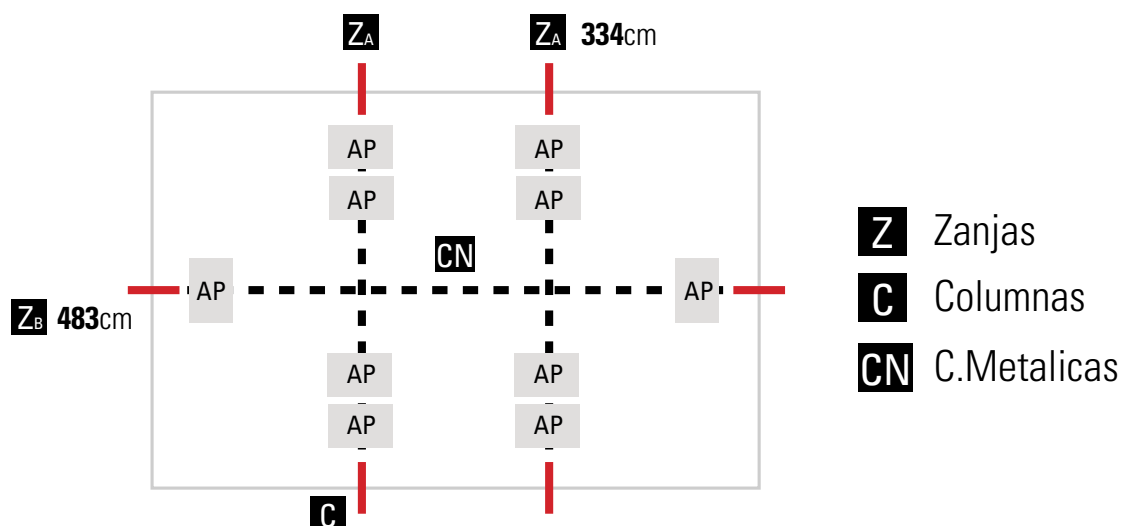 ZA
ZA 334cm
AP
AP
AP
AP
CN
AP
AP
ZB 483cm
AP
AP
AP
AP
C
Z Zanjas
C Columnas
CN C.Metalicas